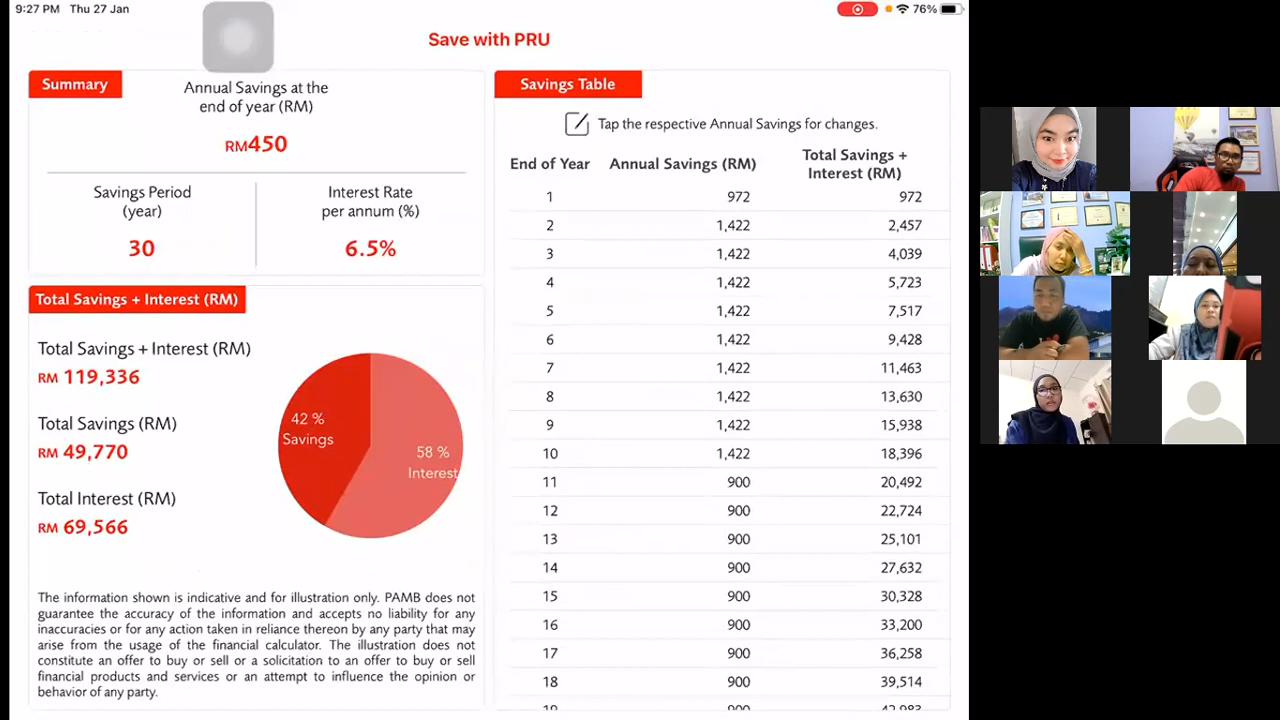 9:27 PM Thu 27 Jan
76%
Save with PRU
Summary
Annual Savings at the
end of year (RM)
RM450
Savings Period
(year)
30
Interest Rate
per annum (%)
6.5%
Total Savings + Interest (RM)
Total Savings + Interest (RM)
RM 119,336
Total Savings (RM)
RM 49,770
Total Interest (RM)
RM 69,566
42 %
Savings
58 %
Interest
The information shown is indicative and for illustration only. PAMB does not
guarantee the accuracy of the information and accepts no liability for any
inaccuracies or for any action taken in reliance thereon by any party that may
arise from the usage of the financial calculator. The illustration does not
constitute an offer to buy or sell or a solicitation to an offer to buy or sell
financial products and services or an attempt to influence the opinion or
behavior of any party.
Savings Table
Tap the respective Annual Savings for changes.
End of Year Annual Savings (RM) Total Savings +
Interest (RM)
1 972 972
2 1,422 2,457
3 1,422 4,039
4 1,422 5,723
5 1,422 7,517
6 1,422 9,428
7 1,422 11,463
8 1,422 13,630
9 1,422 15,938
10 1,422 18,396
11 900 20,492
12 900 22,724
13 900 25,101
14 900 27,632
15 900 30,328
16 900 33,200
17 900 36,258
18 900 39,514
19 900 42,983